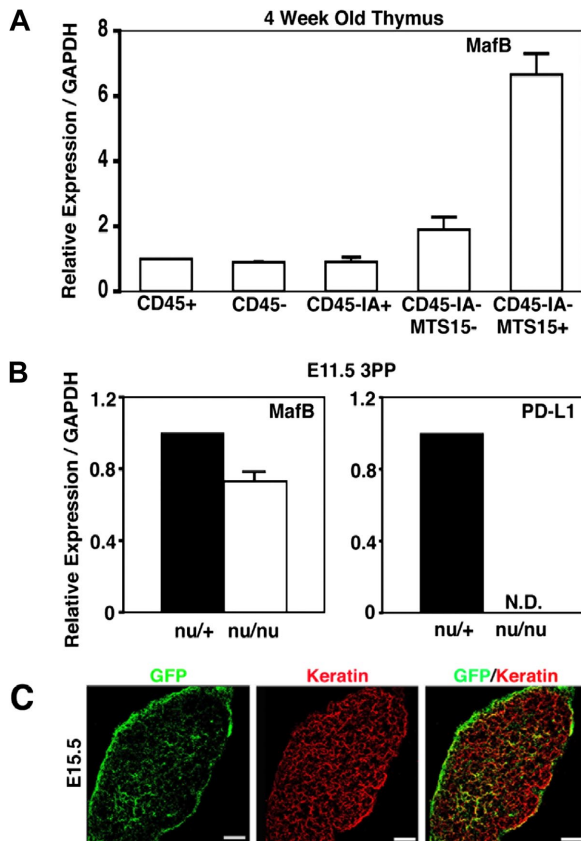 A
4 Week Old Thymus
MafB
Relative Expression / GAPDH
8
6
4
2
0
CD45+ CD45- CD45-IA+ CD45-IA- CD45-IA-
MTS15- MTS15+
B
E11.5 3PP
Relative Expression / GAPDH
MafB
1.2
0.8
0.4
0
nu/+ nu/nu
PD-L1
1.2
0.8
0.4
0
N.D.
nu/+ nu/nu
C
GFP Keratin GFP/Keratin
E15.5